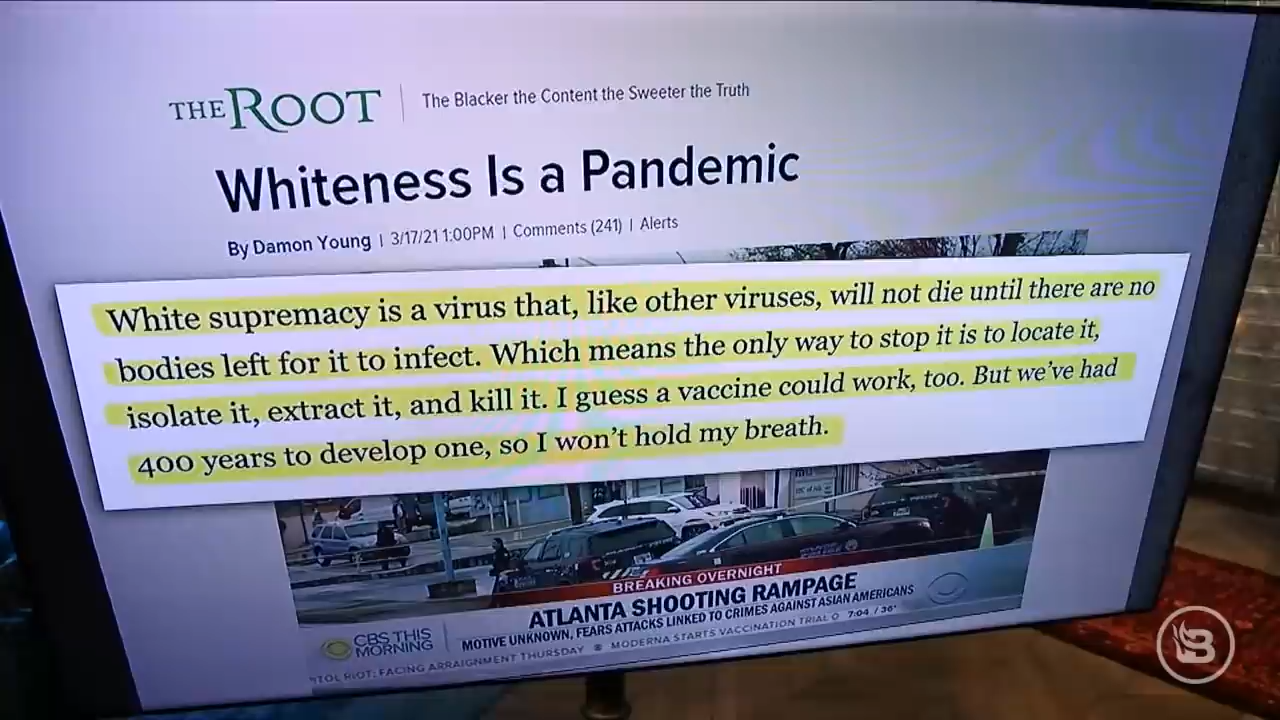 THE ROOT | The Blacker the Content the Sweeter the Truth
Whiteness Is a Pandemic
By Damon Young | 3/17/21 1:00PM | Comments (241) | Alerts
White supremacy is a virus that, like other viruses, will not die until there are no
bodies left for it to infect. Which means the only way to stop it is to locate it,
isolate it, extract it, and kill it. I guess a vaccine could work, too. But we've had
400 years to develop one, so I won't hold my breath.
BREAKING OVERNIGHT
ATLANTA SHOOTING RAMPAGE
CBS THIS
MORNING
MOTIVE UNKNOWN, FEARS ATTACKS LINKED TO CRIMES AGAINST ASIAN AMERICANS
RIOT: FACING ARRAIGNMENT THURSDAY MODERNA STARTS VACCINATION TRIAL O 7:04 / 36°
B